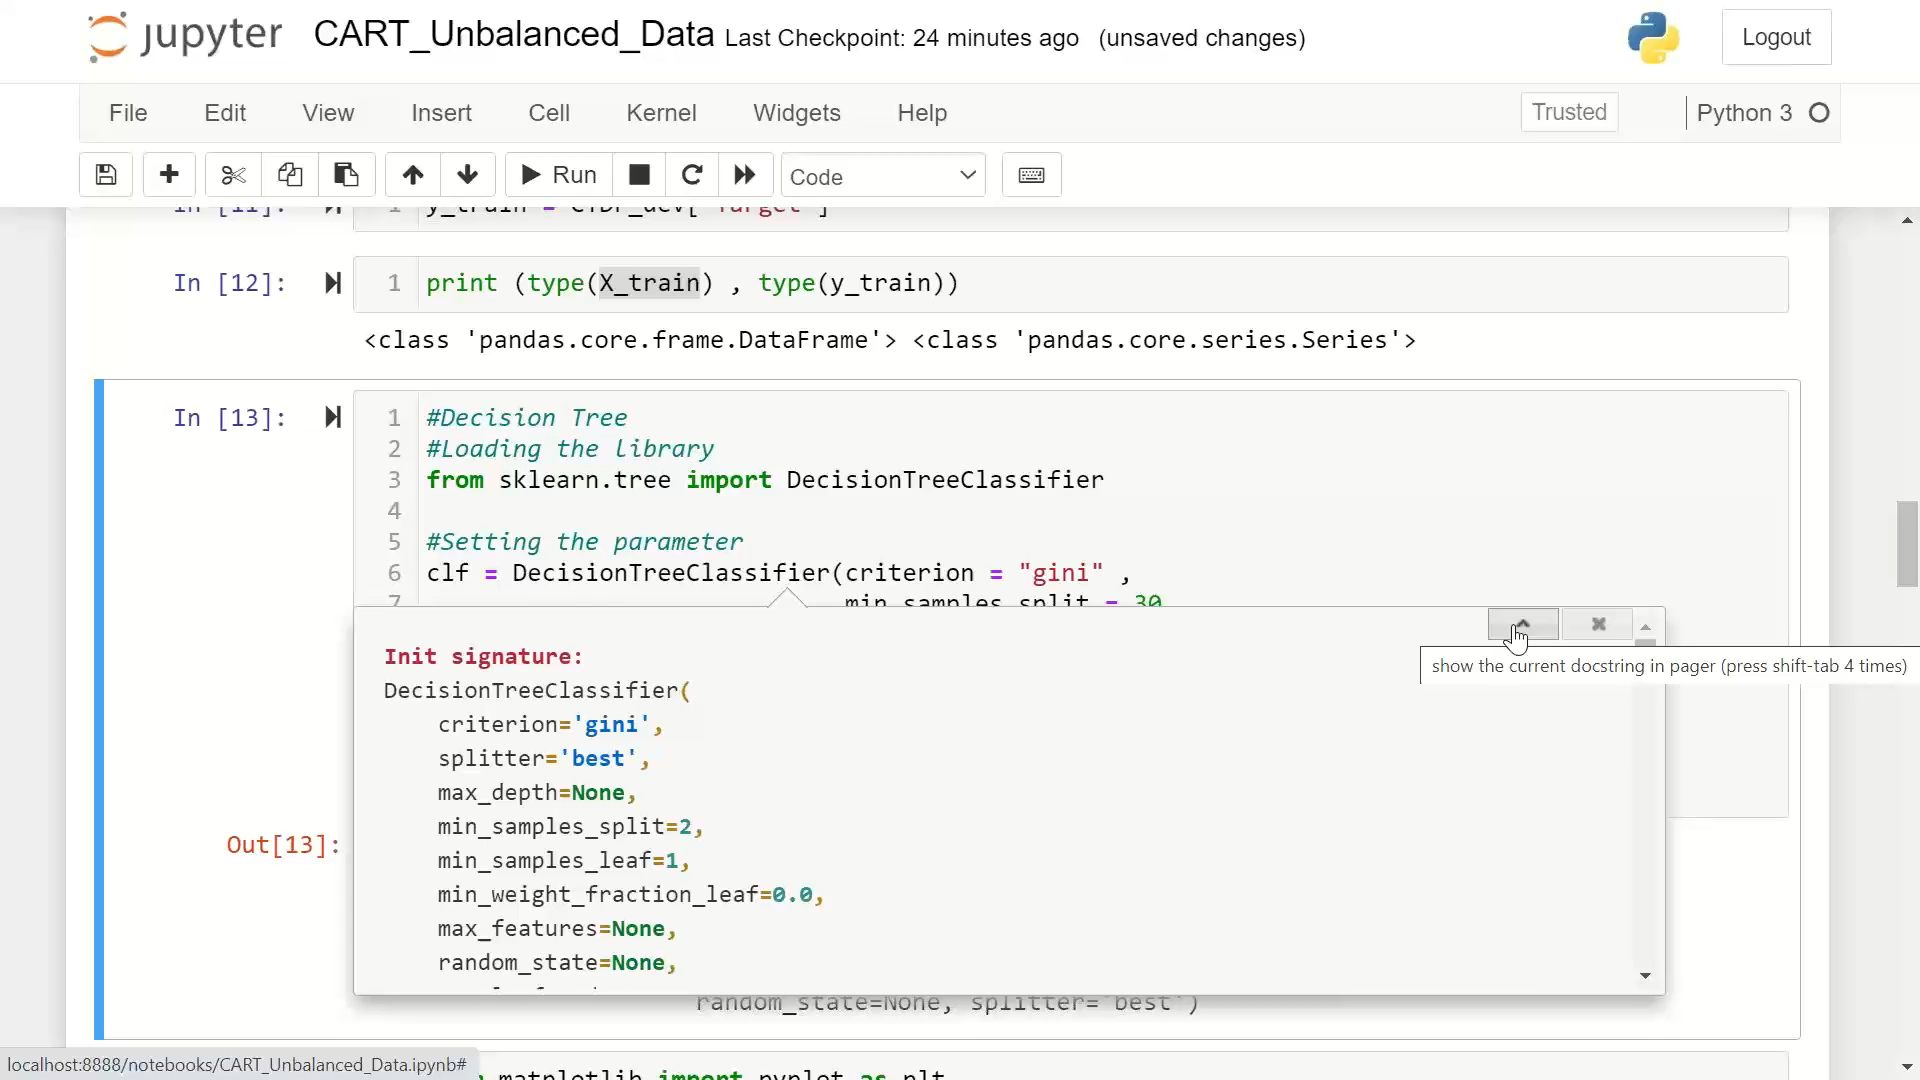 jupyter CART_Unbalanced_Data Last Checkpoint: 24 minutes ago (unsaved changes) Logout
File Edit View Insert Cell Kernel Widgets Help Trusted Python 3
Run Code
In [11]: 1 y_train = CTDF_dev['Target']
In [12]: 1 print (type(X_train) , type(y_train))
<class 'pandas.core.frame.DataFrame'> <class 'pandas.core.series.Series'>
In [13]: 1 #Decision Tree
2 #Loading the library
3 from sklearn.tree import DecisionTreeClassifier
4
5 #Setting the parameter
6 clf = DecisionTreeClassifier(criterion = "gini" ,
7 min_samples_split = 30
show the current docstring in pager (press shift-tab 4 times)
Init signature:
DecisionTreeClassifier(
criterion='gini',
splitter='best',
max_depth=None,
min_samples_split=2,
min_samples_leaf=1,
Out[13]:
min_weight_fraction_leaf=0.0,
max_features=None,
random_state=None,
random_state=None, splitter='best')
localhost:8888/notebooks/CART_Unbalanced_Data.ipynb#
matplotlib import pyplot as plt